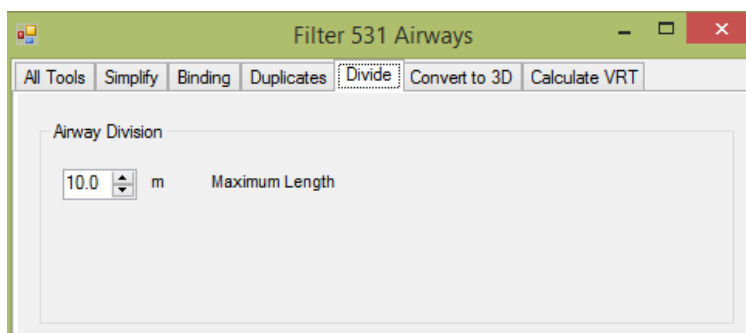 Filter 531 Airways
All Tools Simplify Binding Duplicates Divide Convert to 3D Calculate VRT
Airway Division
10.0 m Maximum Length